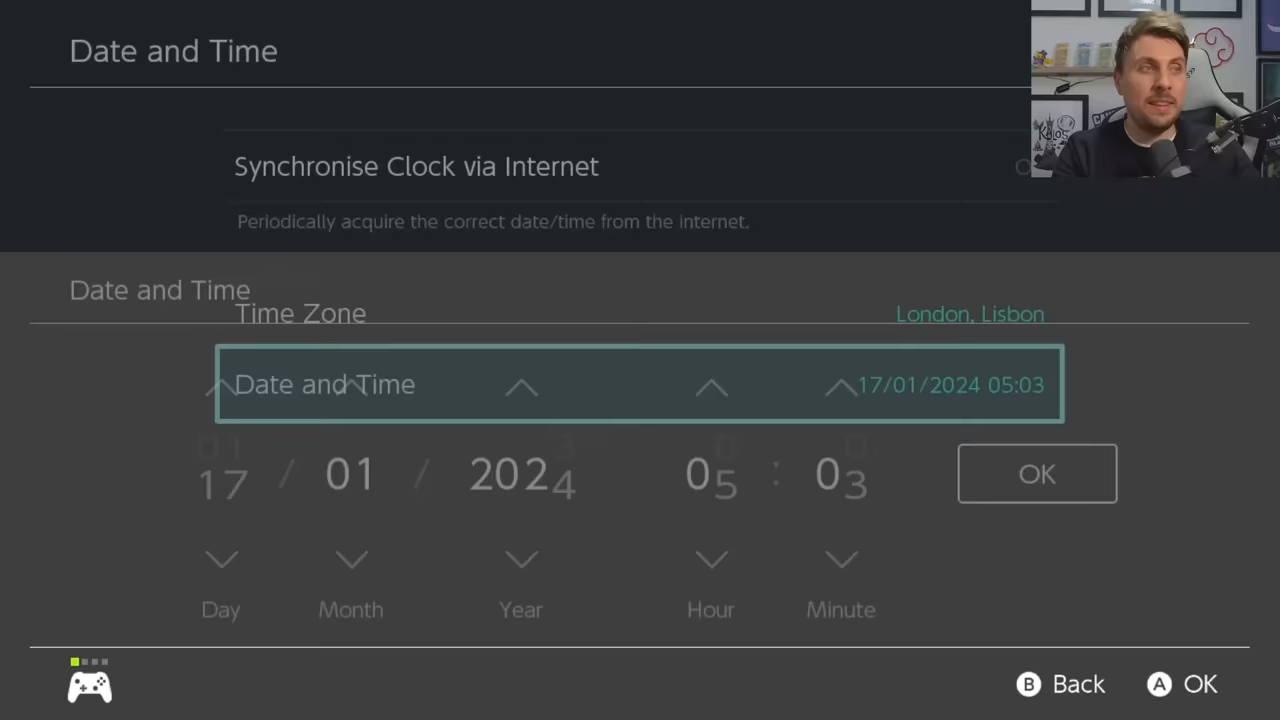 Date and Time
Synchronise Clock via Internet
Periodically acquire the correct date/time from the internet.
Date and Time
Time Zone London, Lisbon
Date and Time 17/01/2024 05:03
17 / 01 / 2024 05 : 03 OK
Day Month Year Hour Minute
B Back A OK